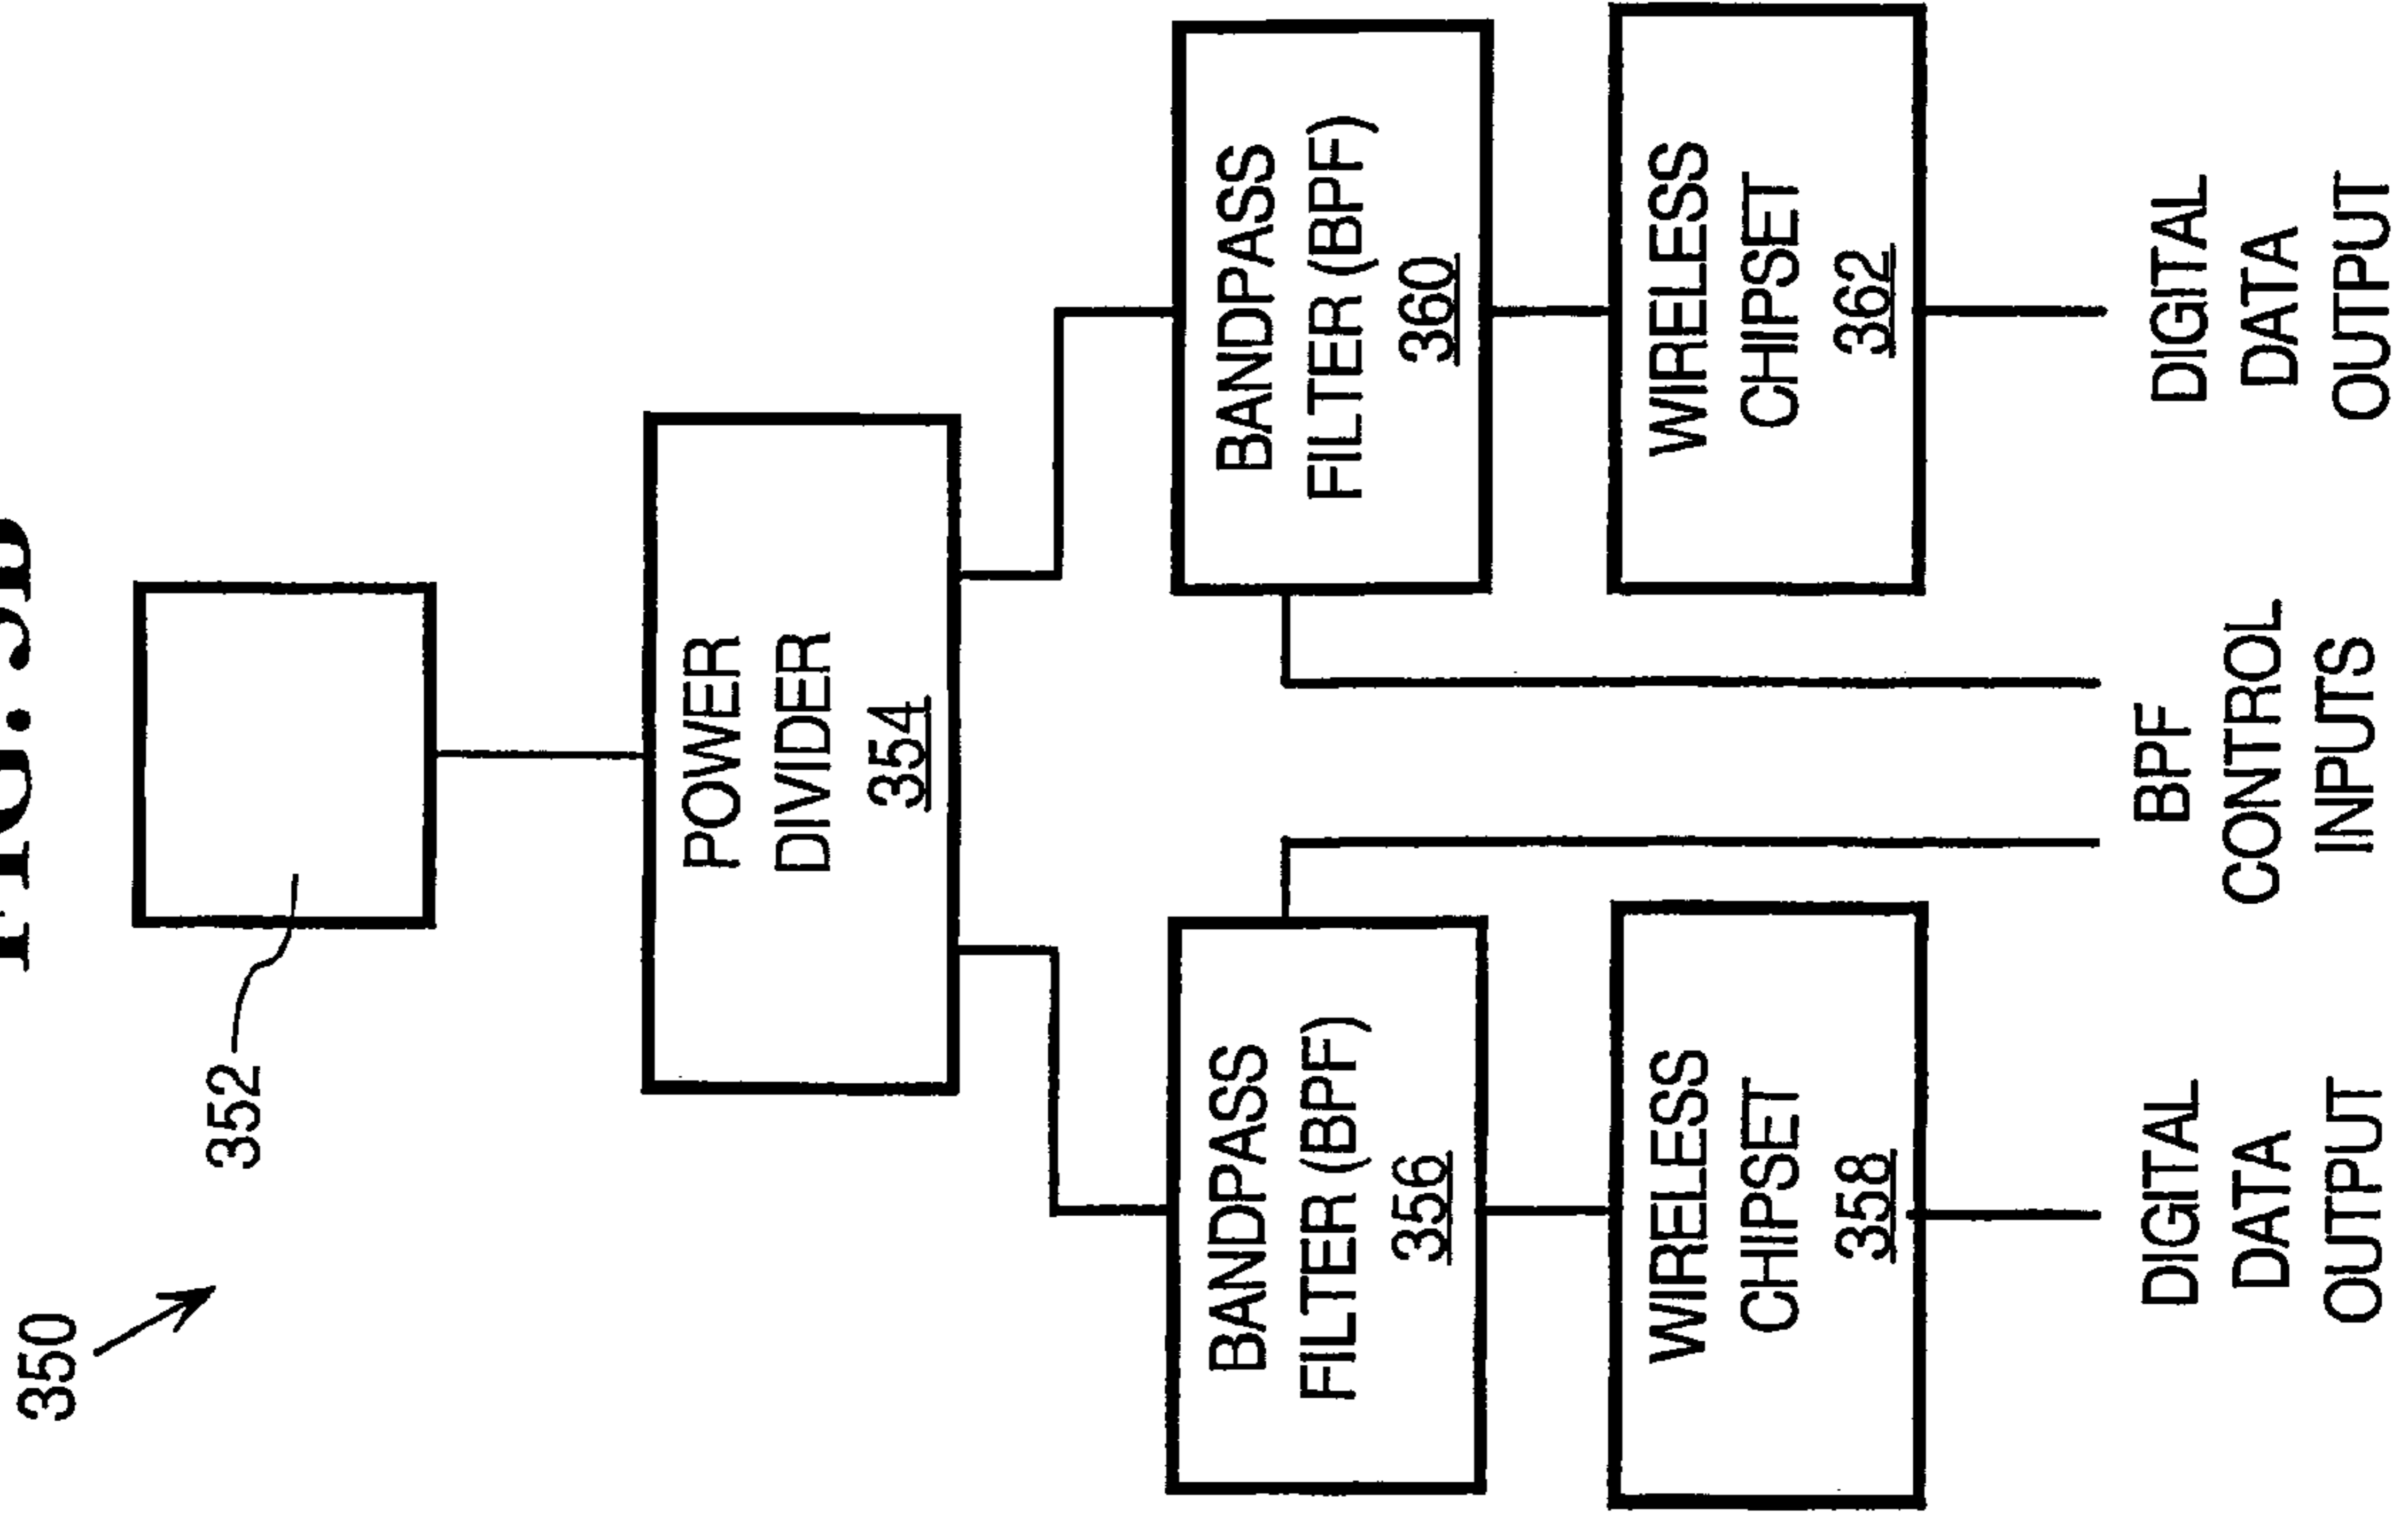 FIG.
350
352
POWER
DIVIDER
354
BANDPASS
FILTER (BPF)
356
BANDPASS
FILTER (BPF)
360
WIRELESS
CHIPSET
358
WIRELESS
CHIPSET
362
DIGITAL
DATA
OUTPUT
BPF
CONTROL
INPUTS
DIGITAL
DATA
OUTPUT